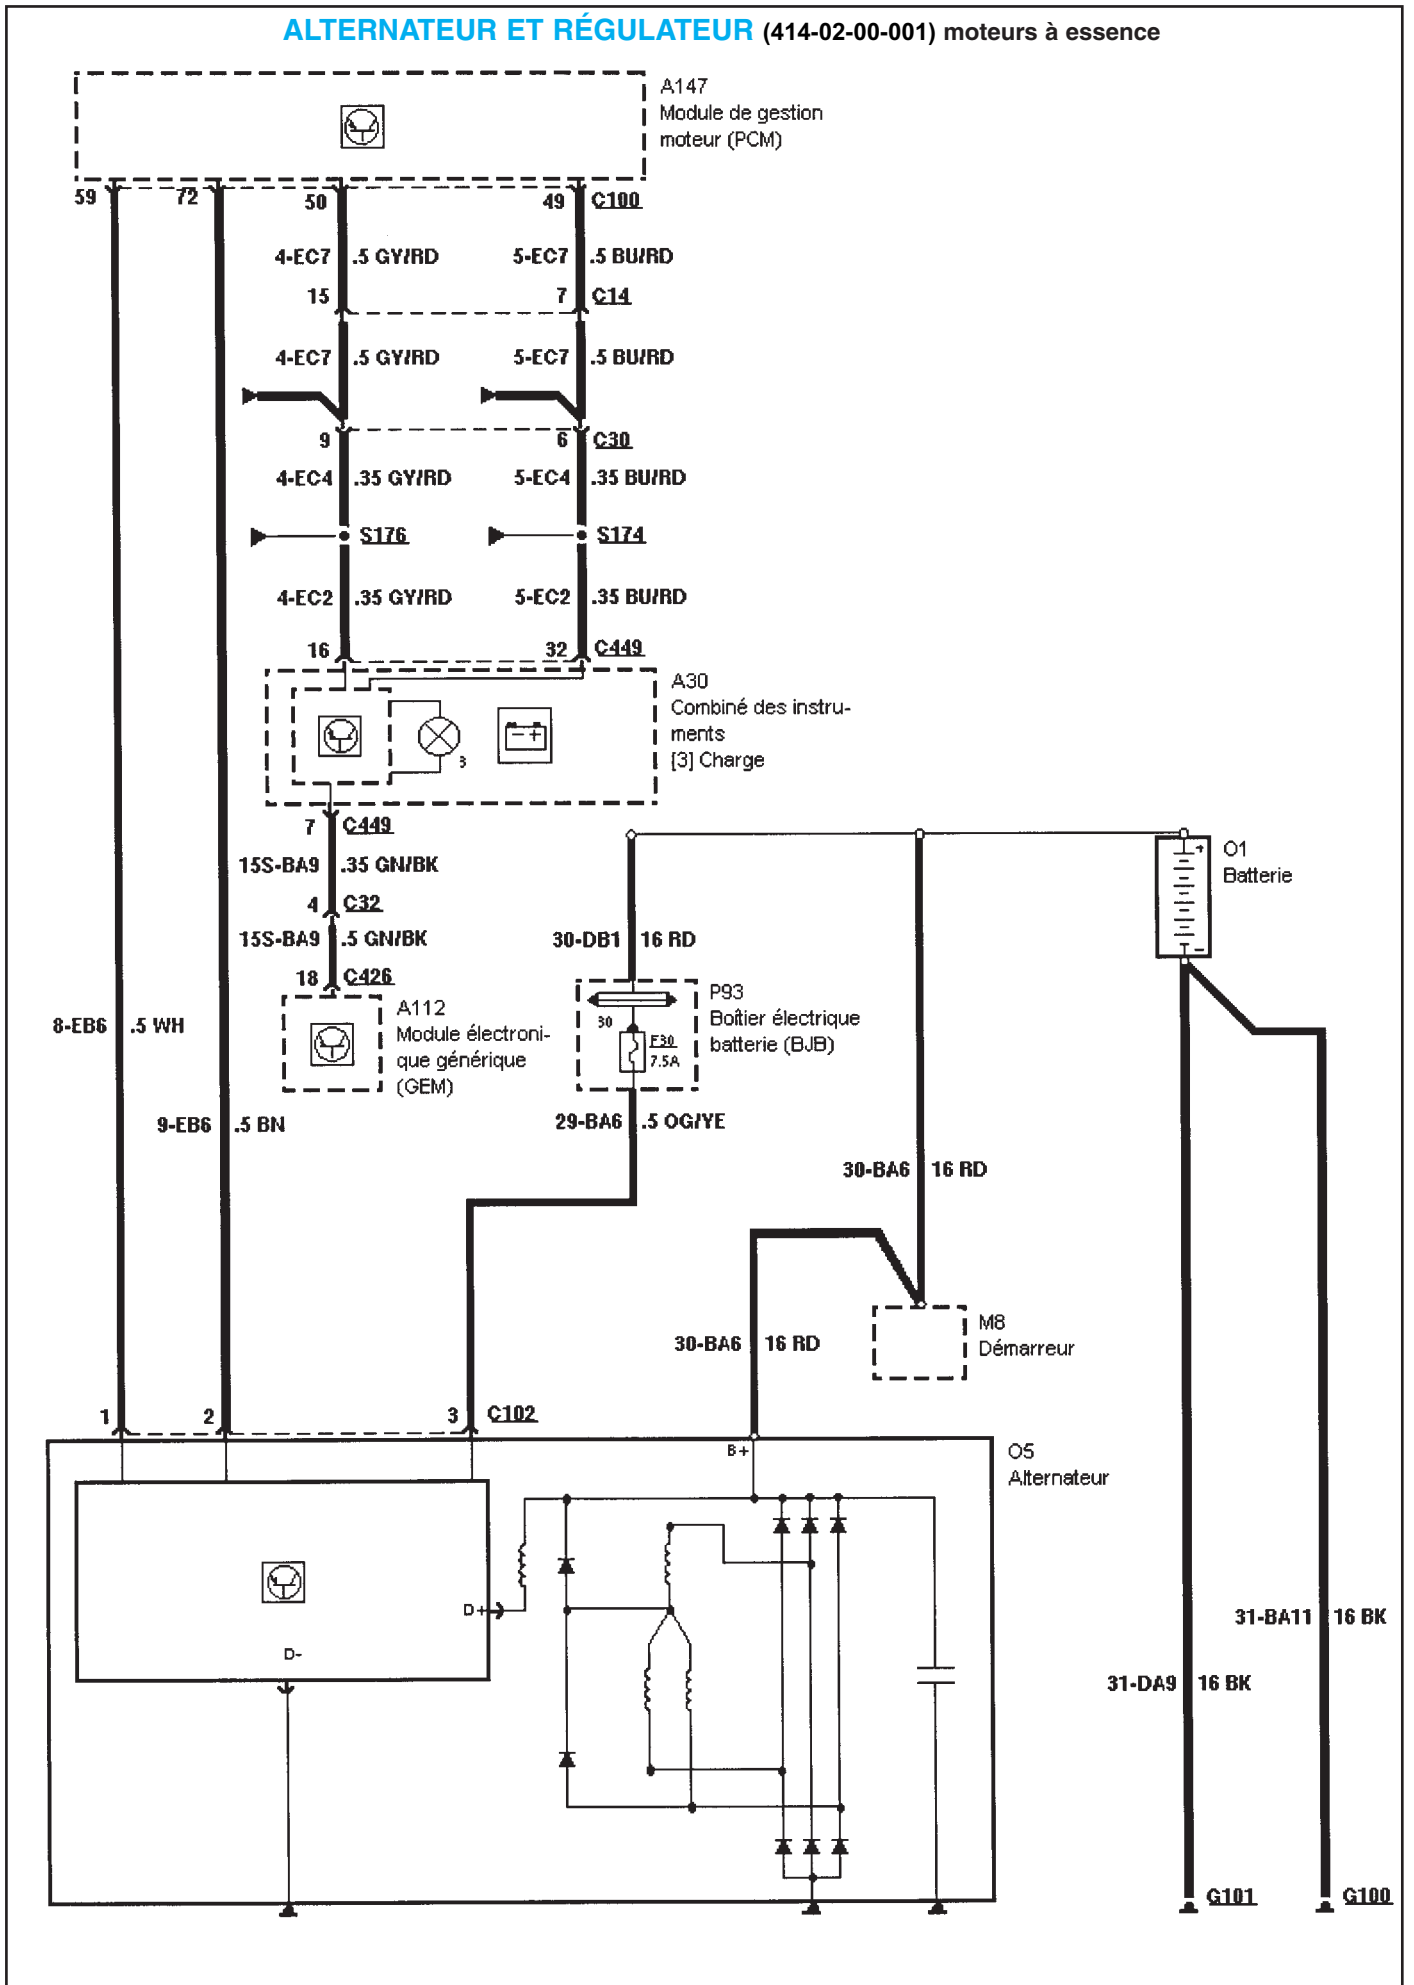 ALTERNATEUR ET RÉGULATEUR (414-02-00-001) moteurs à essence
A147
Module de gestion
moteur (PCM)
59 72 50 49 C100
4-EC7 .5 GY/RD 5-EC7 .5 BU/RD
15 7 C14
4-EC7 .5 GY/RD 5-EC7 .5 BU/RD
9 6 C30
4-EC4 .35 GY/RD 5-EC4 .35 BU/RD
S176 S174
4-EC2 .35 GY/RD 5-EC2 .35 BU/RD
16 32 C449
A30
Combiné des instru-
ments
[3] Charge
3
- +
7 C449
15S-BA9 .35 GN/BK
4 C32
15S-BA9 .5 GN/BK
18 C426
A112
Module électroni-
que générique
(GEM)
+
O1
Batterie
-
30-DB1 16 RD
P93
Boîtier électrique
batterie (BJB)
30
F30
7.5A
8-EB6 .5 WH
9-EB6 .5 BN
29-BA6 .5 OG/YE
30-BA6 16 RD
M8
Démarreur
30-BA6 16 RD
1 2 3 C102
B+
O5
Alternateur
D+
D-
31-BA11 16 BK
31-DA9 16 BK
G101 G100